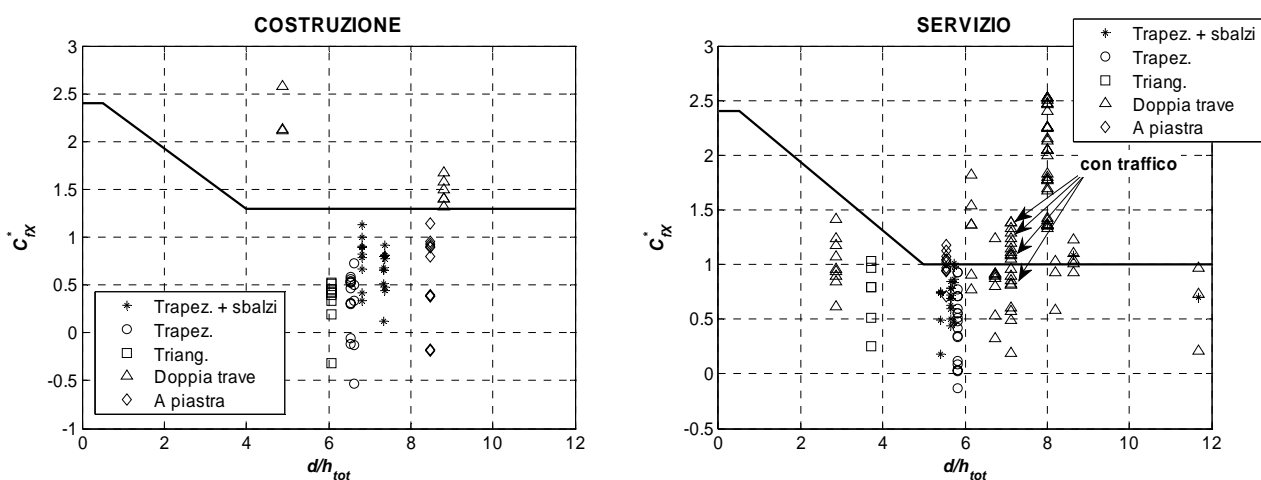 COSTRUZIONE
3
2.5
2
1.5
1
0.5
0
-0.5
-1
C*fX
0 2 4 6 8 10 12
d/htot
Trapez. + sbalzi
Trapez.
Triang.
Doppia trave
A piastra
SERVIZIO
3
2.5
2
1.5
1
0.5
0
-0.5
C*fX
0 2 4 6 8 10 12
d/htot
Trapez. + sbalzi
Trapez.
Triang.
Doppia trave
A piastra
con traffico